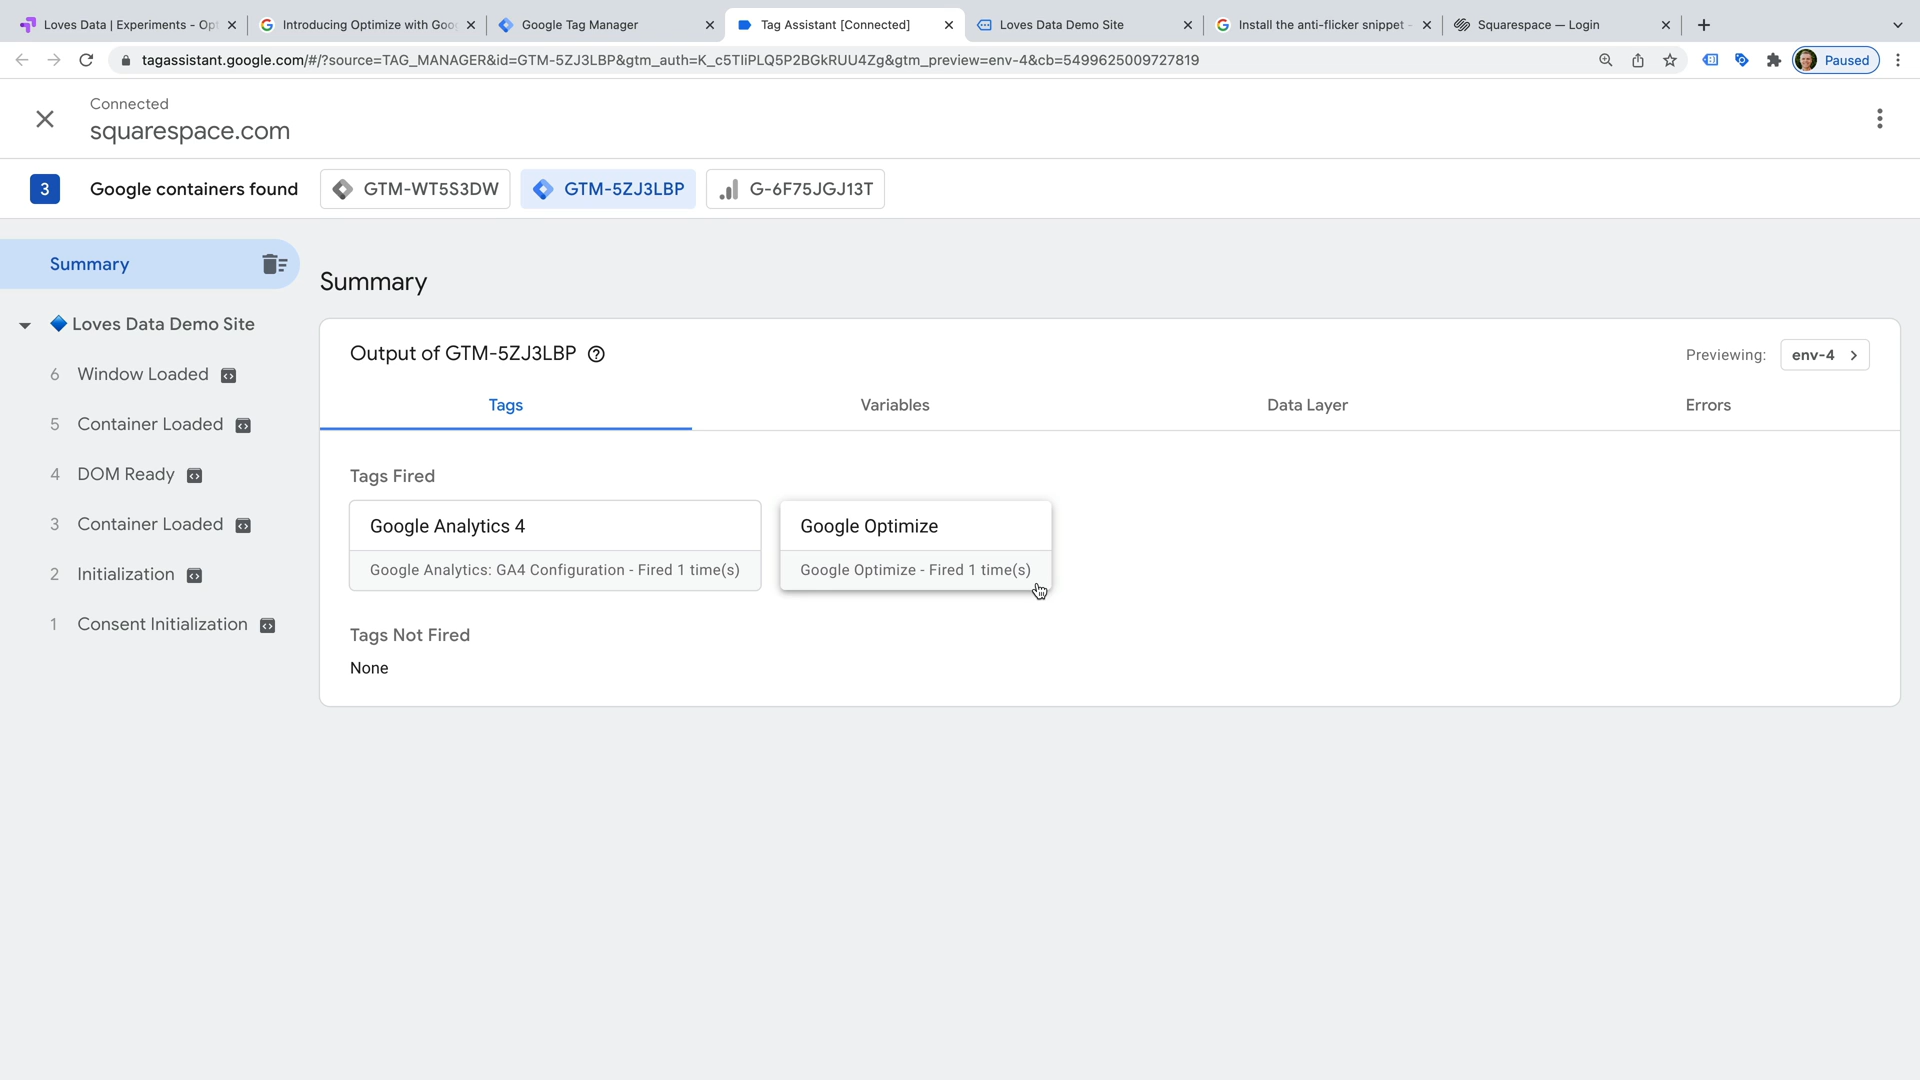 Loves Data | Experiments - Opt
Introducing Optimize with Goog
Google Tag Manager
Tag Assistant [Connected]
Loves Data Demo Site
Install the anti-flicker snippet -
Squarespace — Login
tagassistant.google.com/#/?source=TAG_MANAGER&id=GTM-5ZJ3LBP&gtm_auth=K_c5TIiPLQ5P2BGkRUU4Zg&gtm_preview=env-4&cb=5499625009727819
Paused
Connected
squarespace.com
3 Google containers found
GTM-WT5S3DW
GTM-5ZJ3LBP
G-6F75JGJ13T
Summary
Loves Data Demo Site
6 Window Loaded
5 Container Loaded
4 DOM Ready
3 Container Loaded
2 Initialization
1 Consent Initialization
Summary
Output of GTM-5ZJ3LBP
Previewing: env-4
Tags
Variables
Data Layer
Errors
Tags Fired
Google Analytics 4
Google Analytics: GA4 Configuration - Fired 1 time(s)
Google Optimize
Google Optimize - Fired 1 time(s)
Tags Not Fired
None